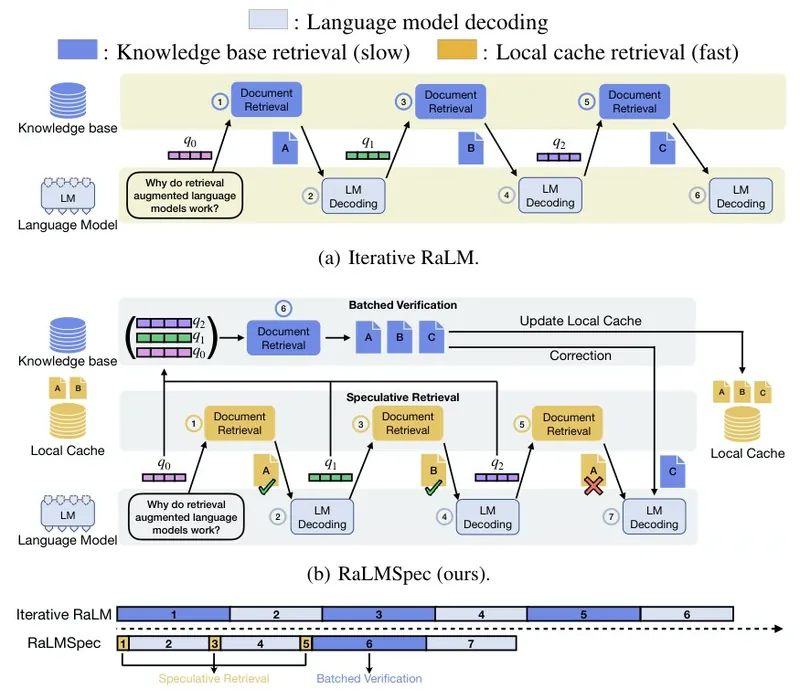 : Language model decoding
: Knowledge base retrieval (slow) : Local cache retrieval (fast)
Knowledge base
1
Document
Retrieval
3
Document
Retrieval
5
Document
Retrieval
q0
A
q1
B
q2
C
LM
Language Model
Why do retrieval
augmented language
models work?
2
LM
Decoding
4
LM
Decoding
6
LM
Decoding
(a) Iterative RaLM.
Batched Verification
Knowledge base
( q2
q1
q0 )
6
Document
Retrieval
A B C
Update Local Cache
Correction
A B
Local Cache
Speculative Retrieval
1
Document
Retrieval
3
Document
Retrieval
5
Document
Retrieval
A B C
Local Cache
q0
A
q1
B
q2
A
C
LM
Language Model
Why do retrieval
augmented language
models work?
2
LM
Decoding
4
LM
Decoding
7
LM
Decoding
(b) RaLMSpec (ours).
Iterative RaLM 1 2 3 4 5 6
RaLMSpec 1 2 3 4 5 6 7
Speculative Retrieval Batched Verification